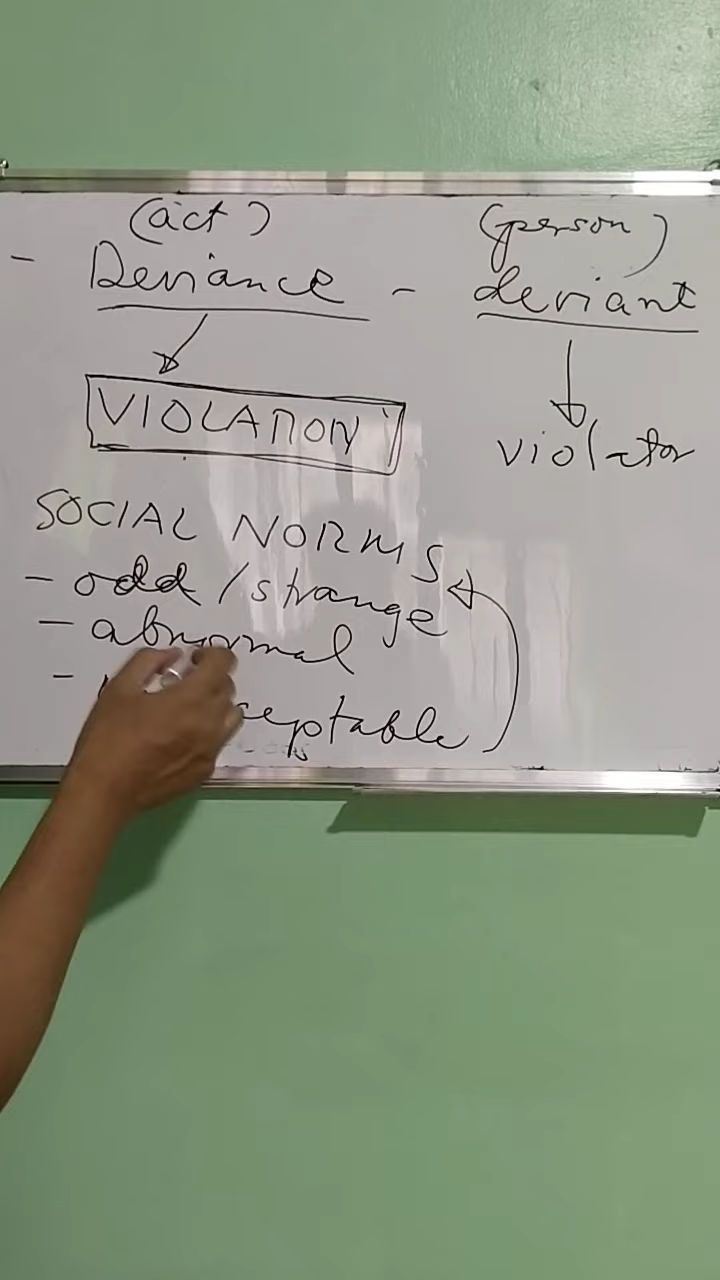 (act) (person)
- Deviance - deviant
VIOLATION violator
SOCIAL NORMS
- odd / strange
- abnormal
- ceptable